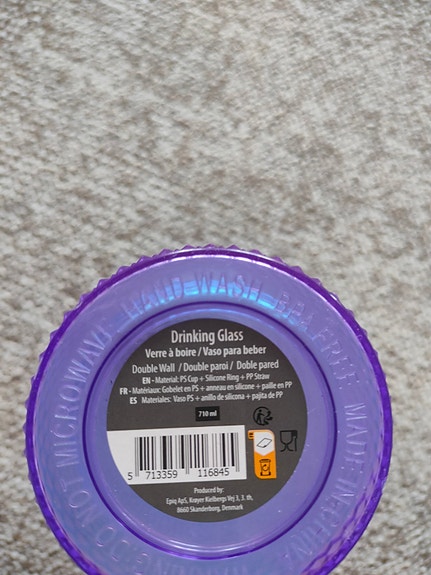 Drinking Glass
Verre à boire / Vaso para beber
Double Wall / Double paroi / Doble pared
EN - Material: PS Cup + Silicone Ring + PP Straw
FR - Matériaux: Gobelet en PS + anneau en silicone + paille en PP
ES Materiales: Vaso PS + anillo de silicona + pajita de PP
710 ml
5 713359 116845
Produced by:
Epiq ApS, Krøyer Kielbergs Vej 3, 3. th,
8660 Skanderborg, Denmark
HAND WASH
BPA FREE
MADE IN
MICROWAVE